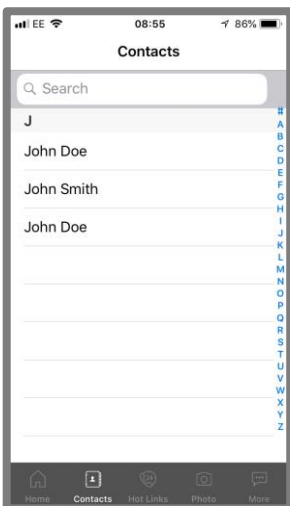 EE 08:55 86%
Contacts
Search
J
John Doe
John Smith
John Doe
#
A
B
C
D
E
F
G
H
I
J
K
L
M
N
O
P
Q
R
S
T
U
V
W
X
Y
Z
Home Contacts Hot Links Photo More